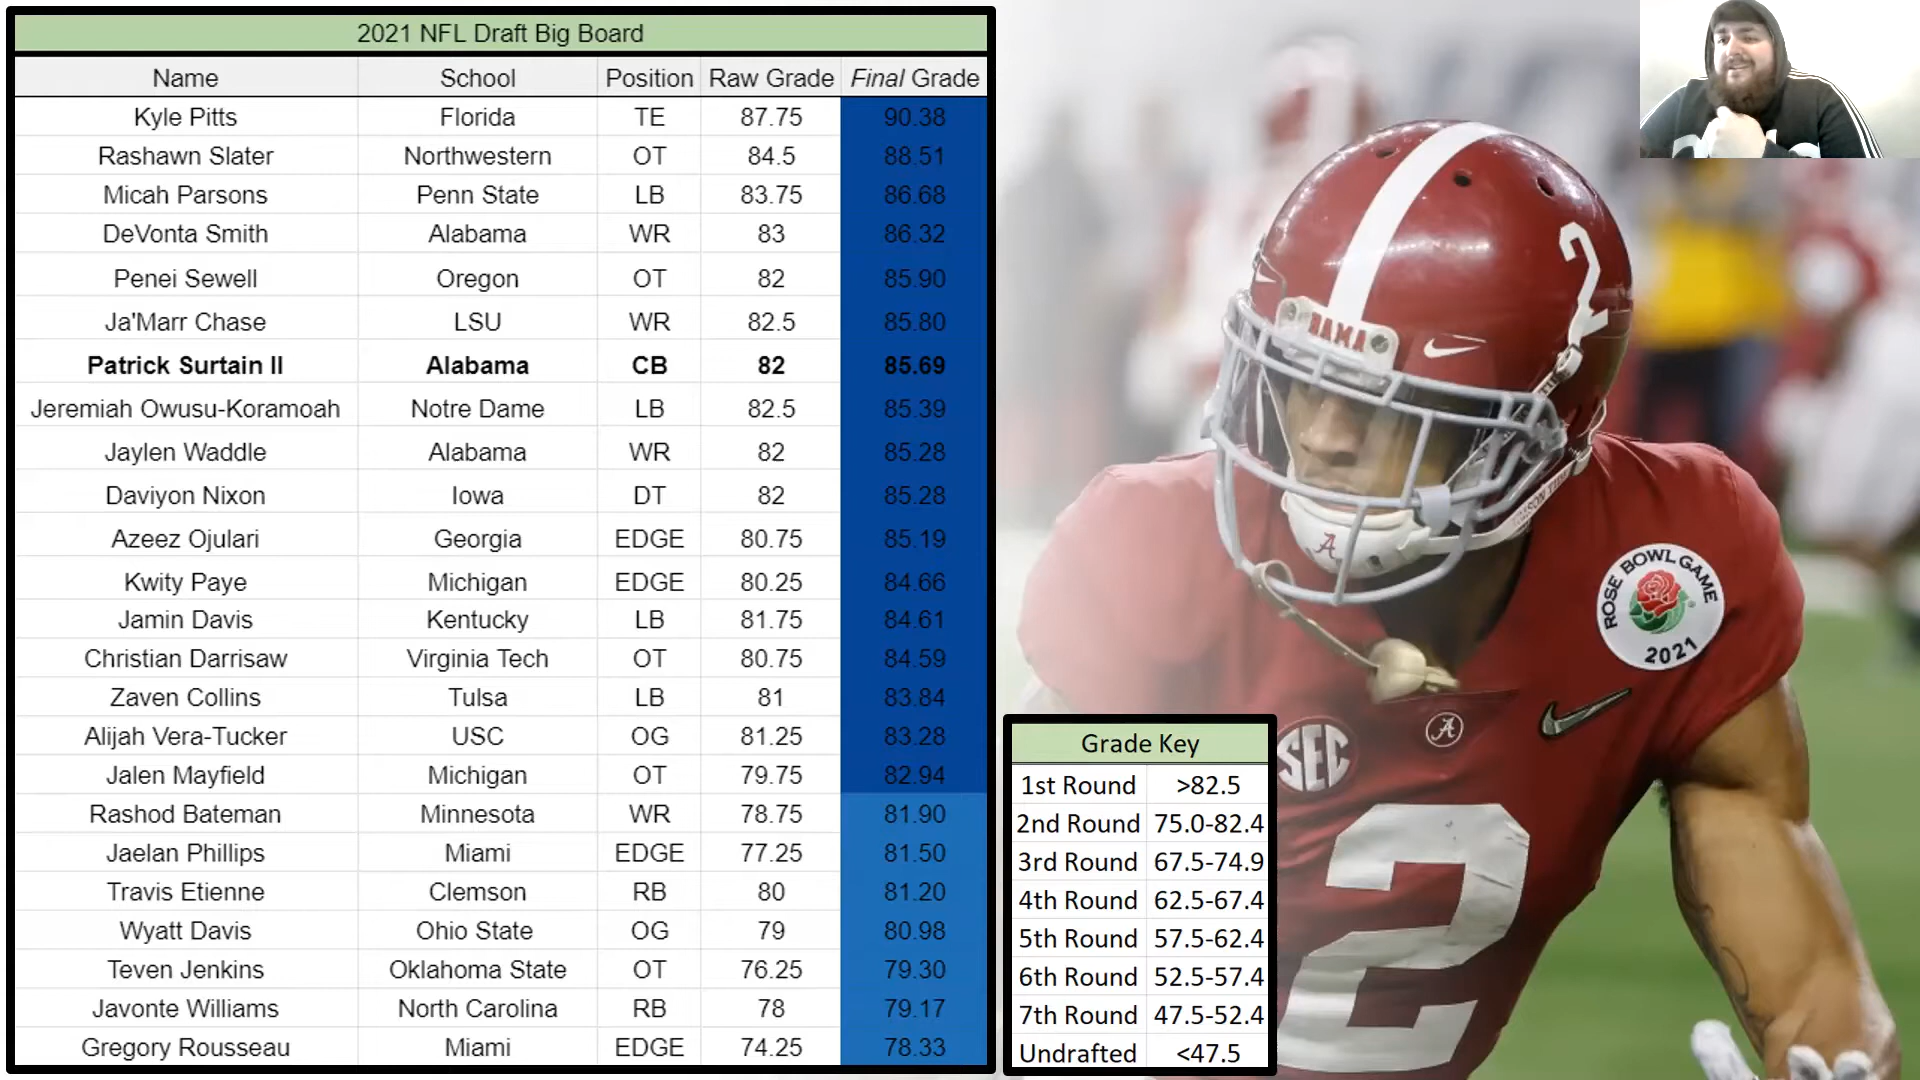 2021 NFL Draft Big Board
Name School Position Raw Grade Final Grade
Kyle Pitts Florida TE 87.75 90.38
Rashawn Slater Northwestern OT 84.5 88.51
Micah Parsons Penn State LB 83.75 86.68
DeVonta Smith Alabama WR 83 86.32
Penei Sewell Oregon OT 82 85.90
Ja'Marr Chase LSU WR 82.5 85.80
Patrick Surtain II Alabama CB 82 85.69
Jeremiah Owusu-Koramoah Notre Dame LB 82.5 85.39
Jaylen Waddle Alabama WR 82 85.28
Daviyon Nixon Iowa DT 82 85.28
Azeez Ojulari Georgia EDGE 80.75 85.19
Kwity Paye Michigan EDGE 80.25 84.66
Jamin Davis Kentucky LB 81.75 84.61
Christian Darrisaw Virginia Tech OT 80.75 84.59
Zaven Collins Tulsa LB 81 83.84
Alijah Vera-Tucker USC OG 81.25 83.28
Jalen Mayfield Michigan OT 79.75 82.94
Rashod Bateman Minnesota WR 78.75 81.90
Jaelan Phillips Miami EDGE 77.25 81.50
Travis Etienne Clemson RB 80 81.20
Wyatt Davis Ohio State OG 79 80.98
Teven Jenkins Oklahoma State OT 76.25 79.30
Javonte Williams North Carolina RB 78 79.17
Gregory Rousseau Miami EDGE 74.25 78.33
2
BAMA
A
ROSE BOWL GAME
2021
SEC
A
2
Grade Key
1st Round >82.5
2nd Round 75.0-82.4
3rd Round 67.5-74.9
4th Round 62.5-67.4
5th Round 57.5-62.4
6th Round 52.5-57.4
7th Round 47.5-52.4
Undrafted <47.5